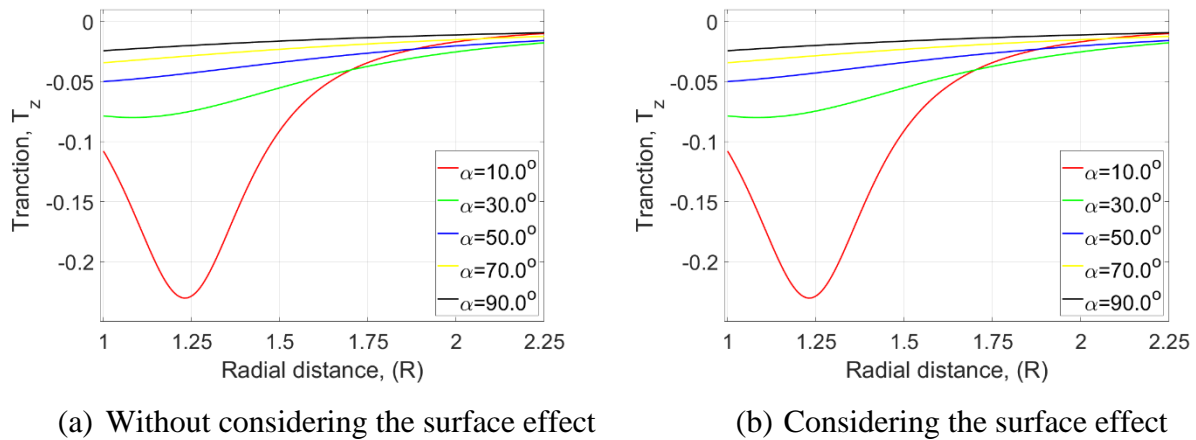 0
-0.05
-0.1
-0.15
-0.2
Tranction, T_z
α=10.0°
α=30.0°
α=50.0°
α=70.0°
α=90.0°
1 1.25 1.5 1.75 2 2.25
Radial distance, (R)
(a) Without considering the surface effect
0
-0.05
-0.1
-0.15
-0.2
Tranction, T_z
α=10.0°
α=30.0°
α=50.0°
α=70.0°
α=90.0°
1 1.25 1.5 1.75 2 2.25
Radial distance, (R)
(b) Considering the surface effect